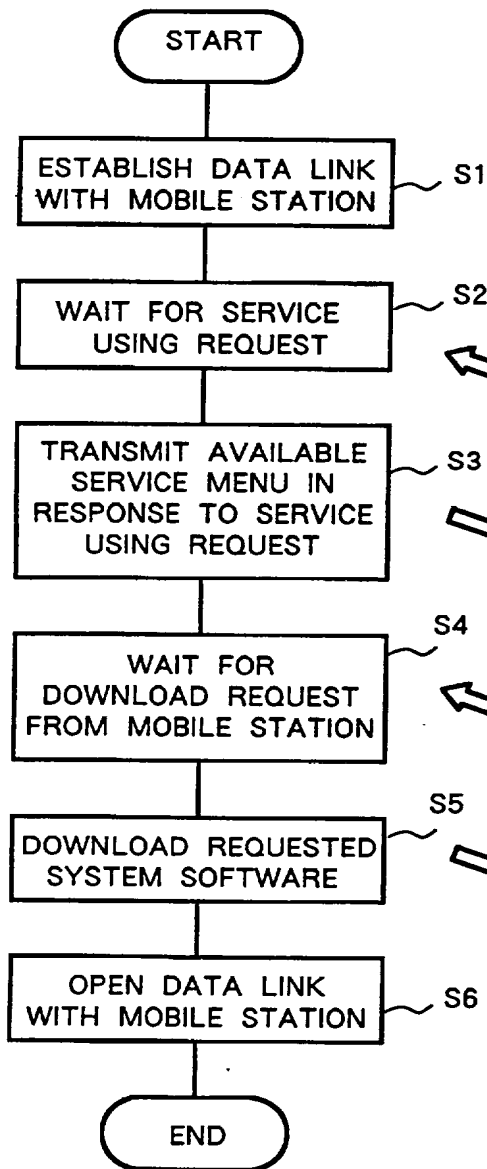 START
ESTABLISH DATA LINK
WITH MOBILE STATION
S1
WAIT FOR SERVICE
USING REQUEST
S2
TRANSMIT AVAILABLE
SERVICE MENU IN
RESPONSE TO SERVICE
USING REQUEST
S3
WAIT FOR
DOWNLOAD REQUEST
FROM MOBILE STATION
S4
DOWNLOAD REQUESTED
SYSTEM SOFTWARE
S5
OPEN DATA LINK
WITH MOBILE STATION
S6
END